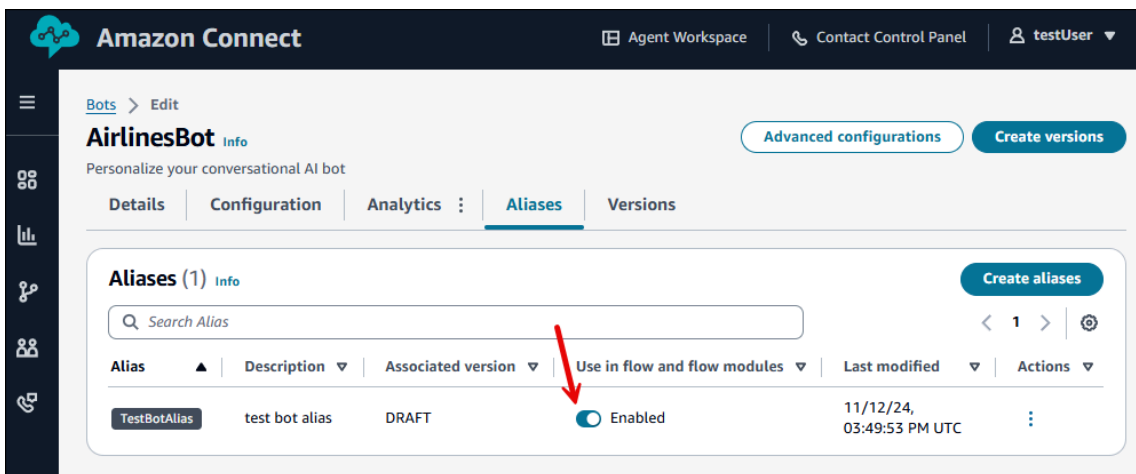 Amazon Connect
Agent Workspace
Contact Control Panel
testUser
Bots > Edit
AirlinesBot Info
Advanced configurations
Create versions
Personalize your conversational AI bot
Details
Configuration
Analytics
Aliases
Versions
Aliases (1) Info
Create aliases
Search Alias
1
Alias
Description
Associated version
Use in flow and flow modules
Last modified
Actions
TestBotAlias
test bot alias
DRAFT
Enabled
11/12/24,
03:49:53 PM UTC